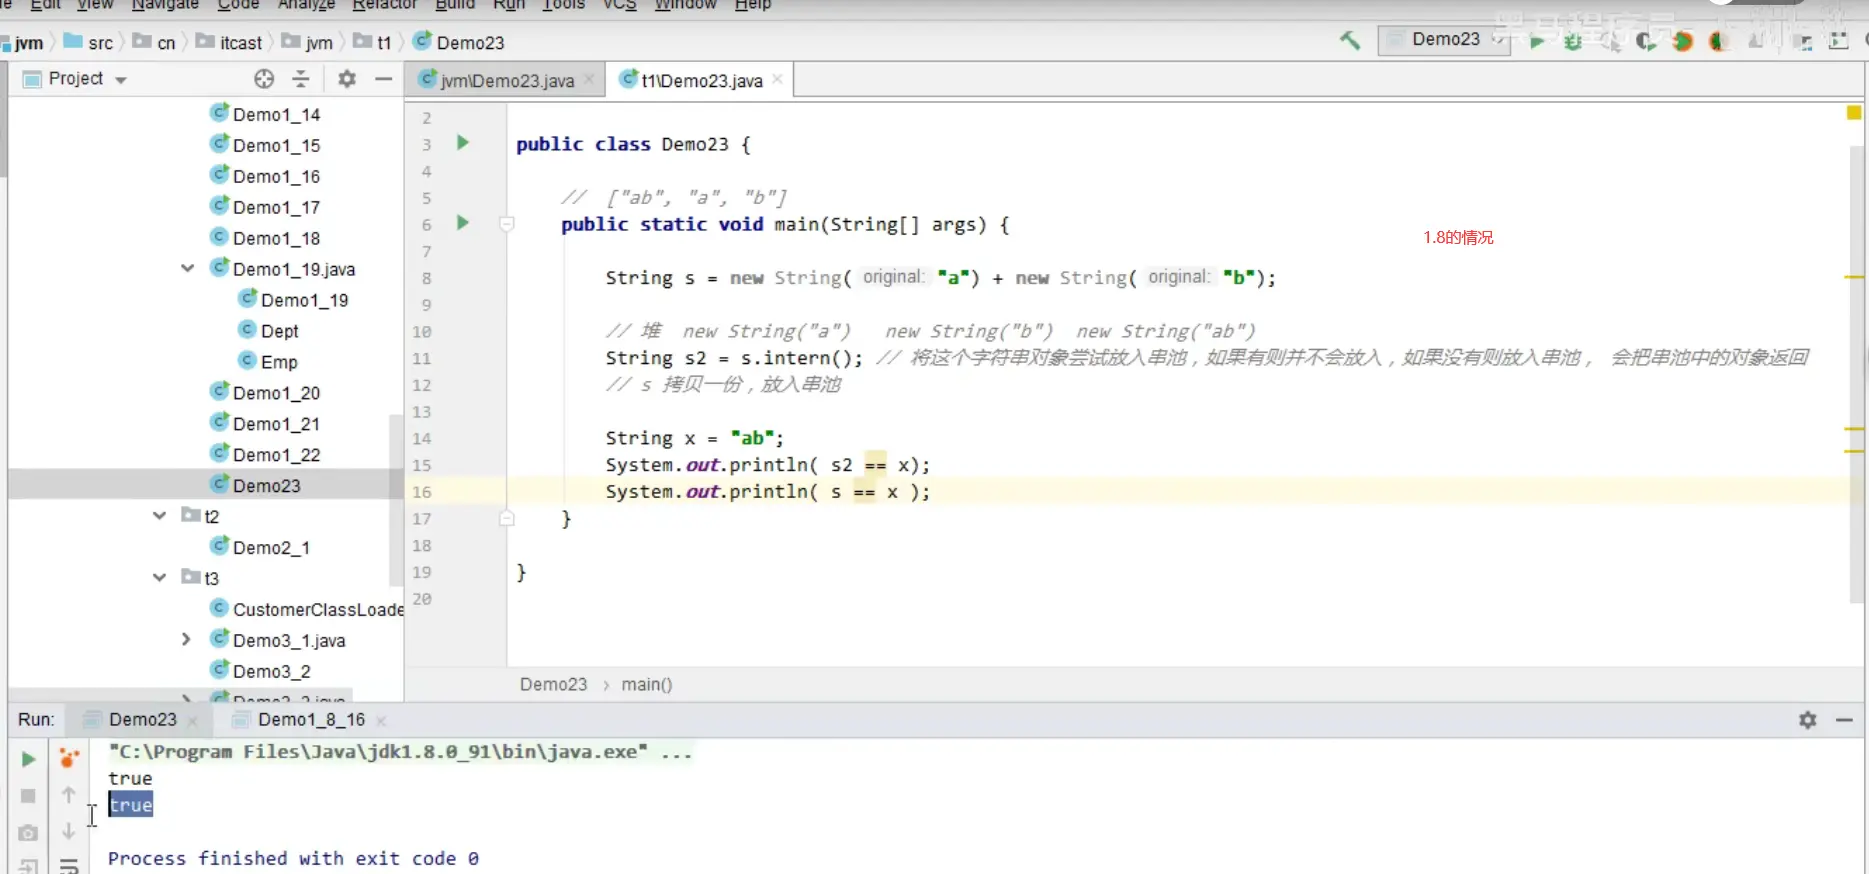 Edit View Navigate Code Analyze Refactor Build Run Tools VCS Window Help
jvm src cn itcast jvm t1 Demo23
Demo23
黑马程序员
Project
jvm\Demo23.java t1\Demo23.java
Demo1_14
Demo1_15
Demo1_16
Demo1_17
Demo1_18
Demo1_19.java
Demo1_19
Dept
Emp
Demo1_20
Demo1_21
Demo1_22
Demo23
t2
Demo2_1
t3
CustomerClassLoade
Demo3_1.java
Demo3_2
2
3 public class Demo23 {
4
5 // ["ab", "a", "b"]
6 public static void main(String[] args) {
1.8的情况
7
8 String s = new String( original: "a") + new String( original: "b");
9
10 // 堆 new String("a") new String("b") new String("ab")
11 String s2 = s.intern(); // 将这个字符串对象尝试放入串池，如果有则并不会放入，如果没有则放入串池， 会把串池中的对象返回
12 // s 拷贝一份，放入串池
13
14 String x = "ab";
15 System.out.println( s2 == x);
16 System.out.println( s == x );
17 }
18
19 }
20
Demo23 › main()
Run: Demo23 Demo1_8_16
"C:\Program Files\Java\jdk1.8.0_91\bin\java.exe" ...
true
true
Process finished with exit code 0